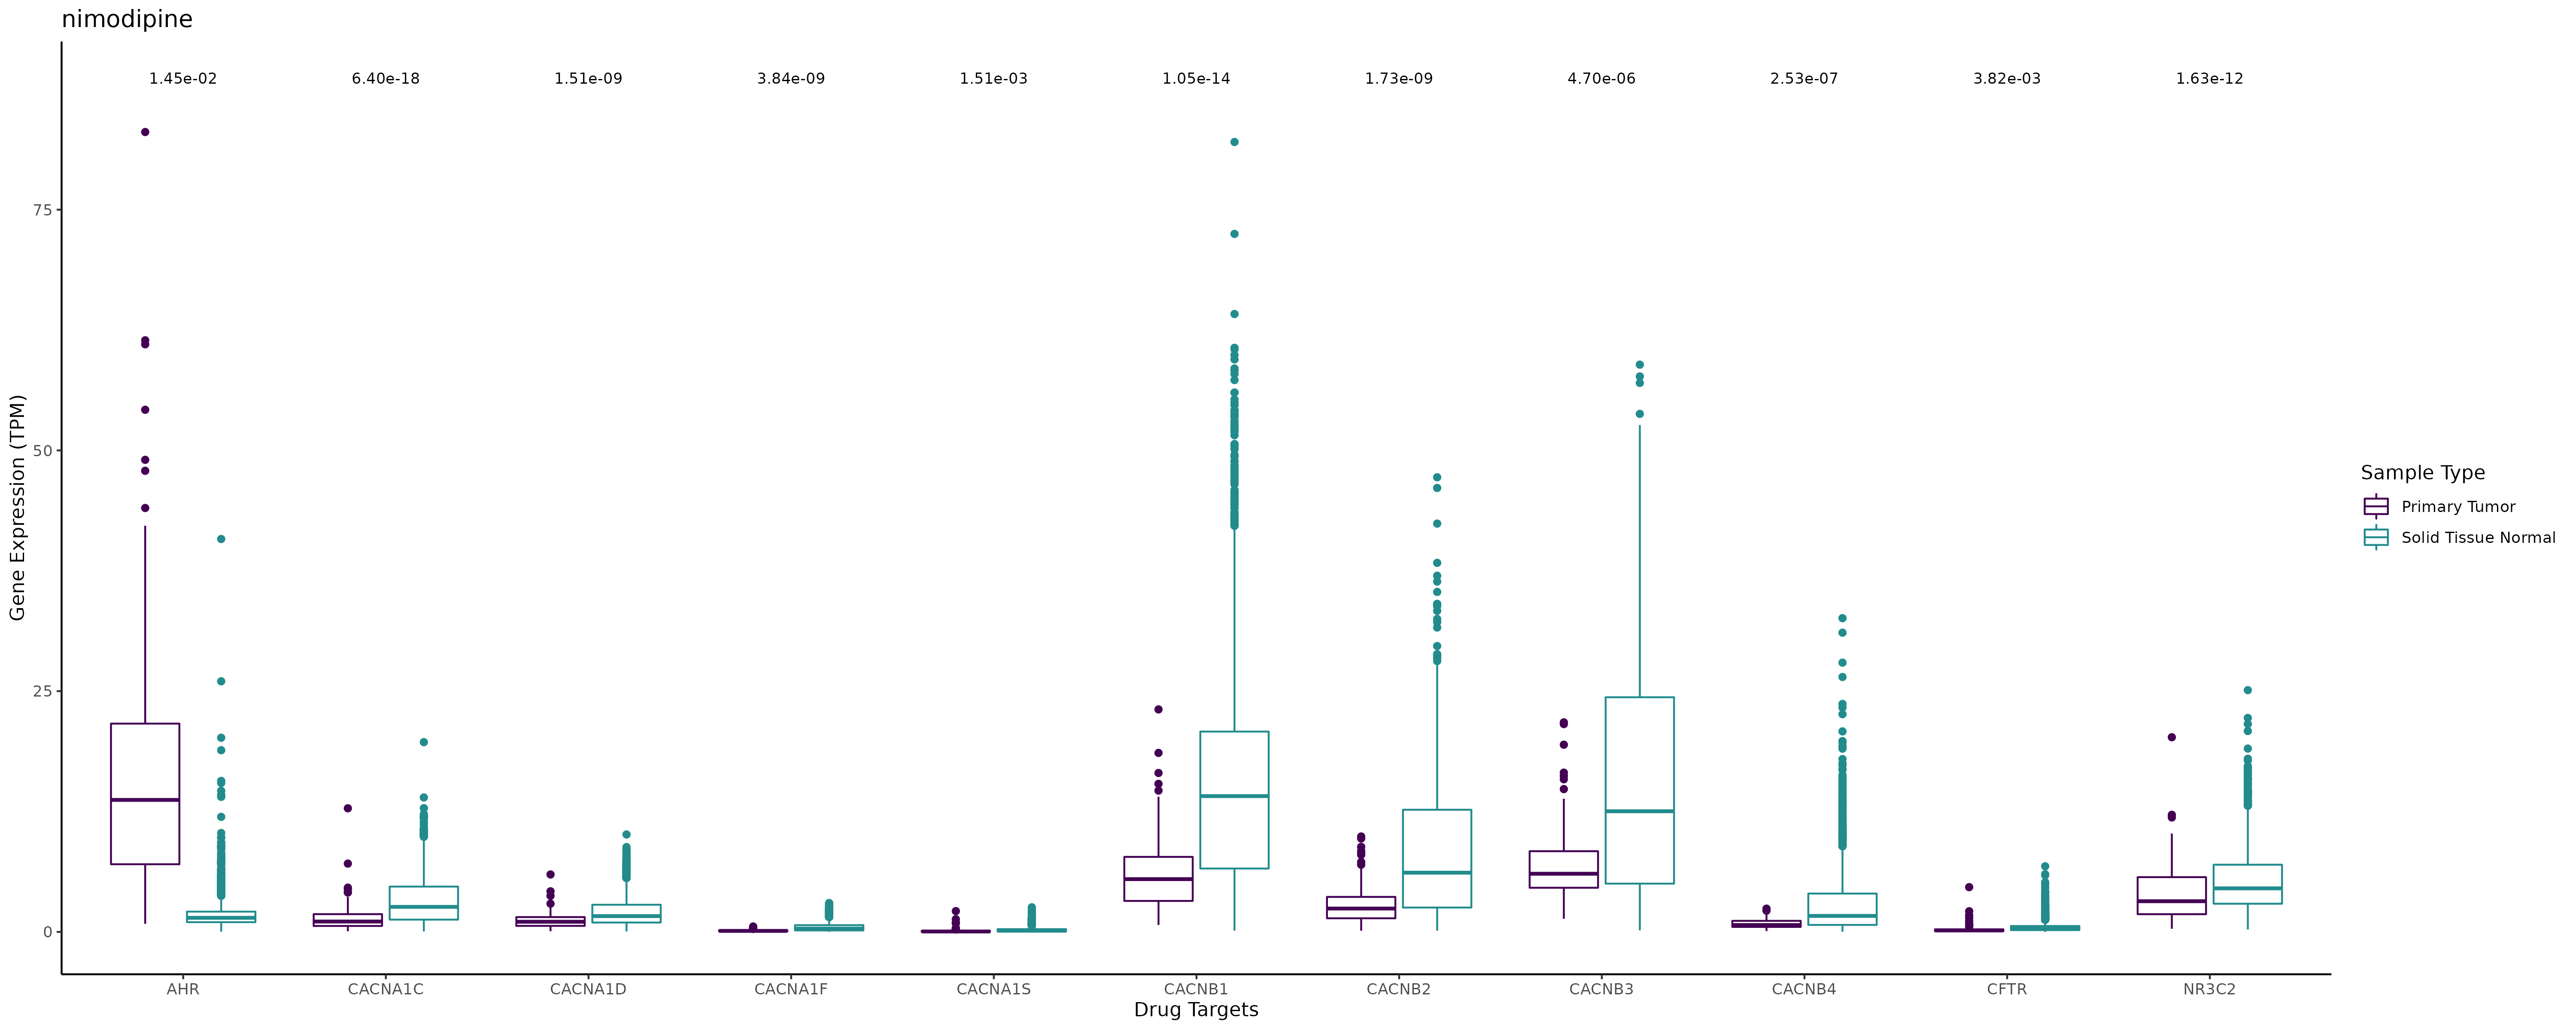 nimodipine
1.45e-02 6.40e-18 1.51e-09 3.84e-09 1.51e-03 1.05e-14 1.73e-09 4.70e-06 2.53e-07 3.82e-03 1.63e-12
75
50
25
0
Gene Expression (TPM)
AHR CACNA1C CACNA1D CACNA1F CACNA1S CACNB1 CACNB2 CACNB3 CACNB4 CFTR NR3C2
Drug Targets
Sample Type
Primary Tumor
Solid Tissue Normal